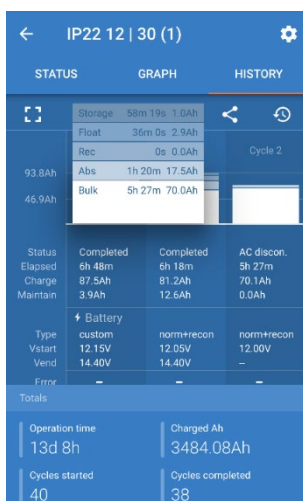 IP22 12 | 30 (1)
STATUS GRAPH HISTORY
Storage 58m 19s 1.0Ah
Float 36m 0s 2.9Ah
Rec 0s 0.0Ah
Abs 1h 20m 17.5Ah
Bulk 5h 27m 70.0Ah
Cycle 2
93.8Ah
46.9Ah
Status Completed Completed AC discon.
Elapsed 6h 48m 6h 18m 5h 27m
Charge 87.5Ah 81.2Ah 70.1Ah
Maintain 3.9Ah 12.6Ah 0.0Ah
Battery
Type custom norm+recon norm+recon
Vstart 12.15V 12.05V 12.00V
Vend 14.40V 14.40V –
Error – – –
Totals
Operation time Charged Ah
13d 8h 3484.08Ah
Cycles started Cycles completed
40 38